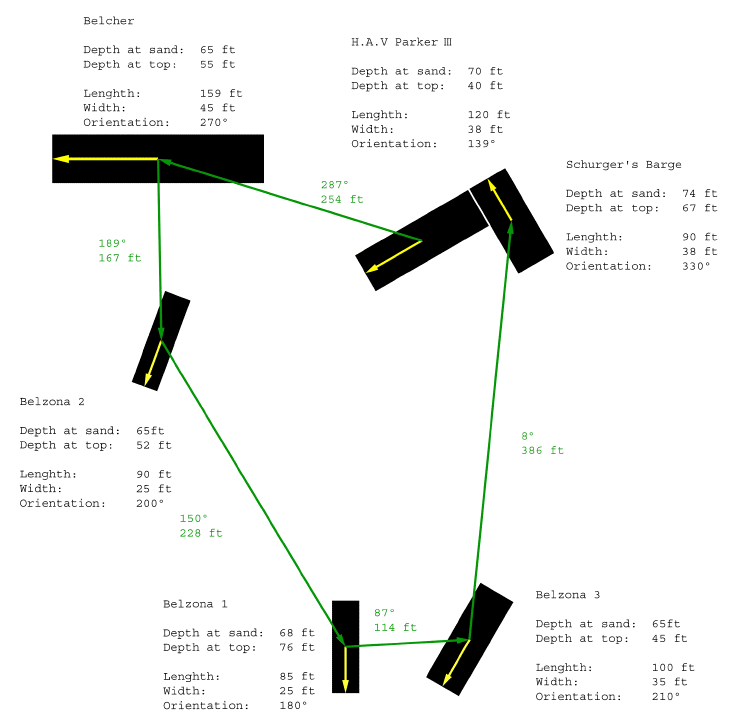 Belcher
Depth at sand: 65 ft
Depth at top: 55 ft
Lenghth: 159 ft
Width: 45 ft
Orientation: 270°
H.A.V Parker Ⅲ
Depth at sand: 70 ft
Depth at top: 40 ft
Lenghth: 120 ft
Width: 38 ft
Orientation: 139°
Schurger's Barge
Depth at sand: 74 ft
Depth at top: 67 ft
Lenghth: 90 ft
Width: 38 ft
Orientation: 330°
287°
254 ft
189°
167 ft
Belzona 2
Depth at sand: 65ft
Depth at top: 52 ft
Lenghth: 90 ft
Width: 25 ft
Orientation: 200°
8°
386 ft
150°
228 ft
Belzona 1
Depth at sand: 68 ft
Depth at top: 76 ft
Lenghth: 85 ft
Width: 25 ft
Orientation: 180°
87°
114 ft
Belzona 3
Depth at sand: 65ft
Depth at top: 45 ft
Lenghth: 100 ft
Width: 35 ft
Orientation: 210°